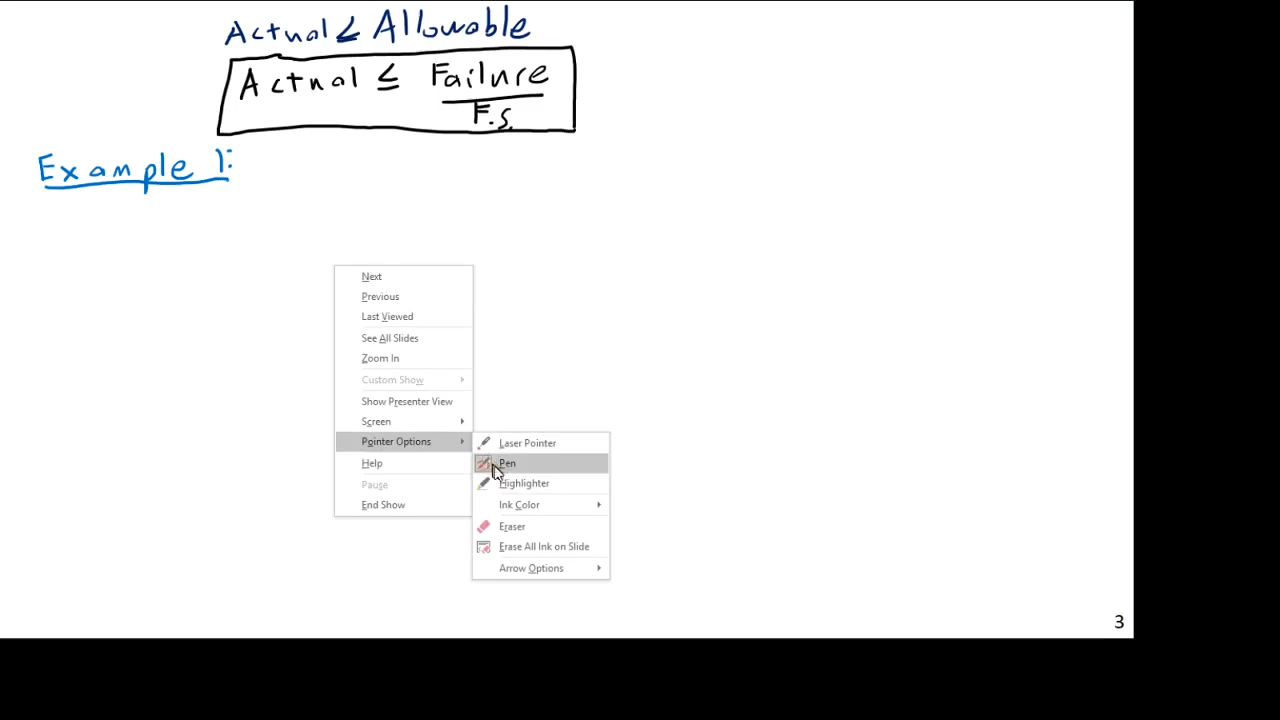 Actual ≤ Allowable
Actual ≤ Failure
F.S.
Example 1:
Next
Previous
Last Viewed
See All Slides
Zoom In
Custom Show
Show Presenter View
Screen
Pointer Options
Help
Pause
End Show
Laser Pointer
Pen
Highlighter
Ink Color
Eraser
Erase All Ink on Slide
Arrow Options
3